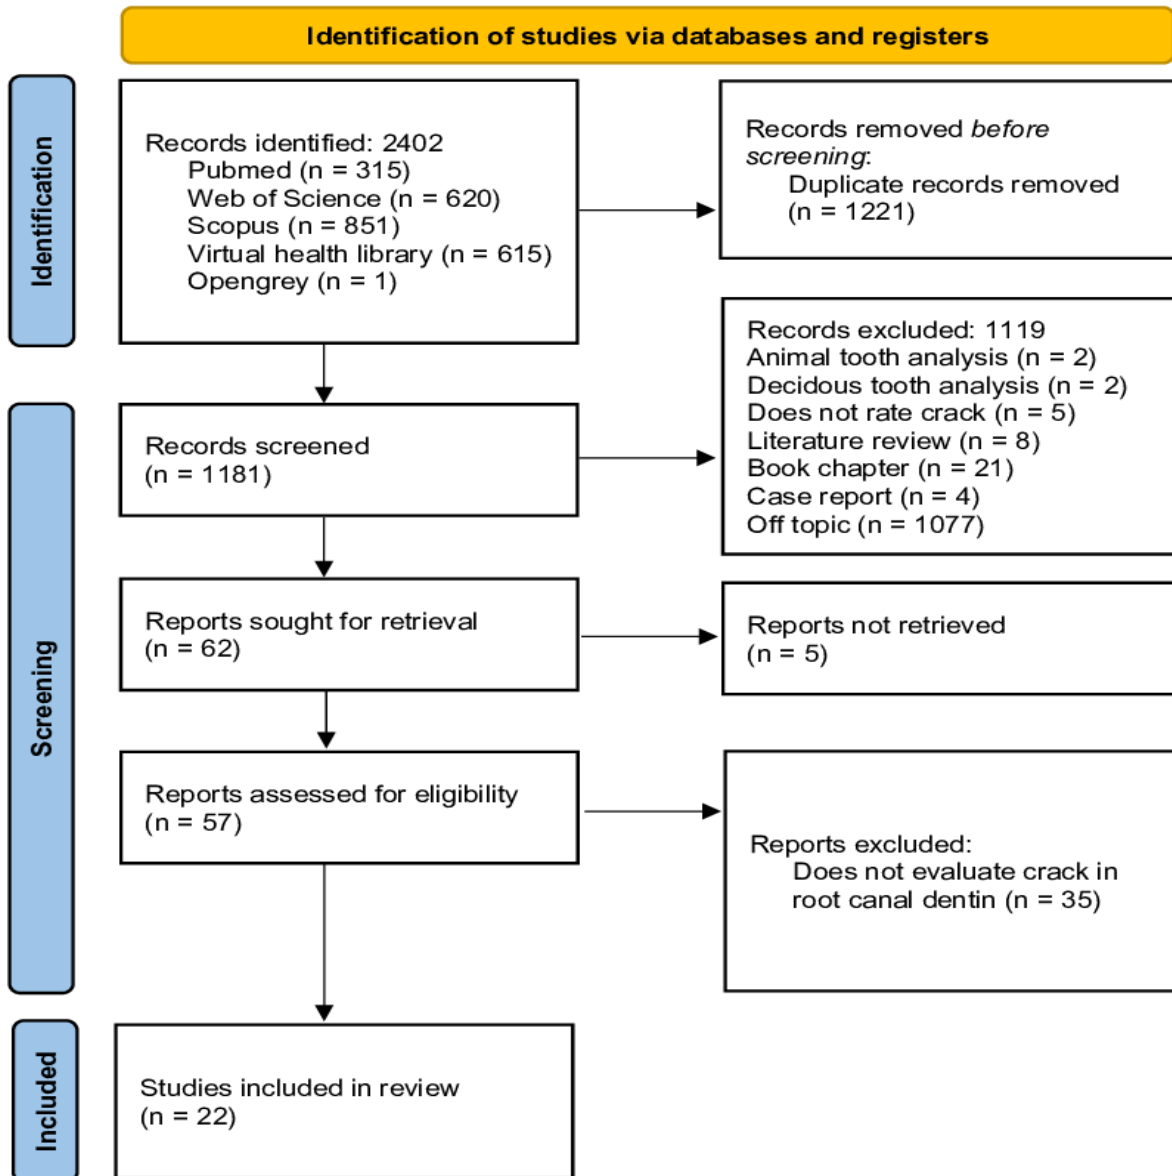 Identification of studies via databases and registers
Identification
Records identified: 2402
Pubmed (n = 315)
Web of Science (n = 620)
Scopus (n = 851)
Virtual health library (n = 615)
Opengrey (n = 1)
Records removed before
screening:
Duplicate records removed
(n = 1221)
Screening
Records screened
(n = 1181)
Records excluded: 1119
Animal tooth analysis (n = 2)
Decidous tooth analysis (n = 2)
Does not rate crack (n = 5)
Literature review (n = 8)
Book chapter (n = 21)
Case report (n = 4)
Off topic (n = 1077)
Reports sought for retrieval
(n = 62)
Reports not retrieved
(n = 5)
Reports assessed for eligibility
(n = 57)
Reports excluded:
Does not evaluate crack in
root canal dentin (n = 35)
Included
Studies included in review
(n = 22)